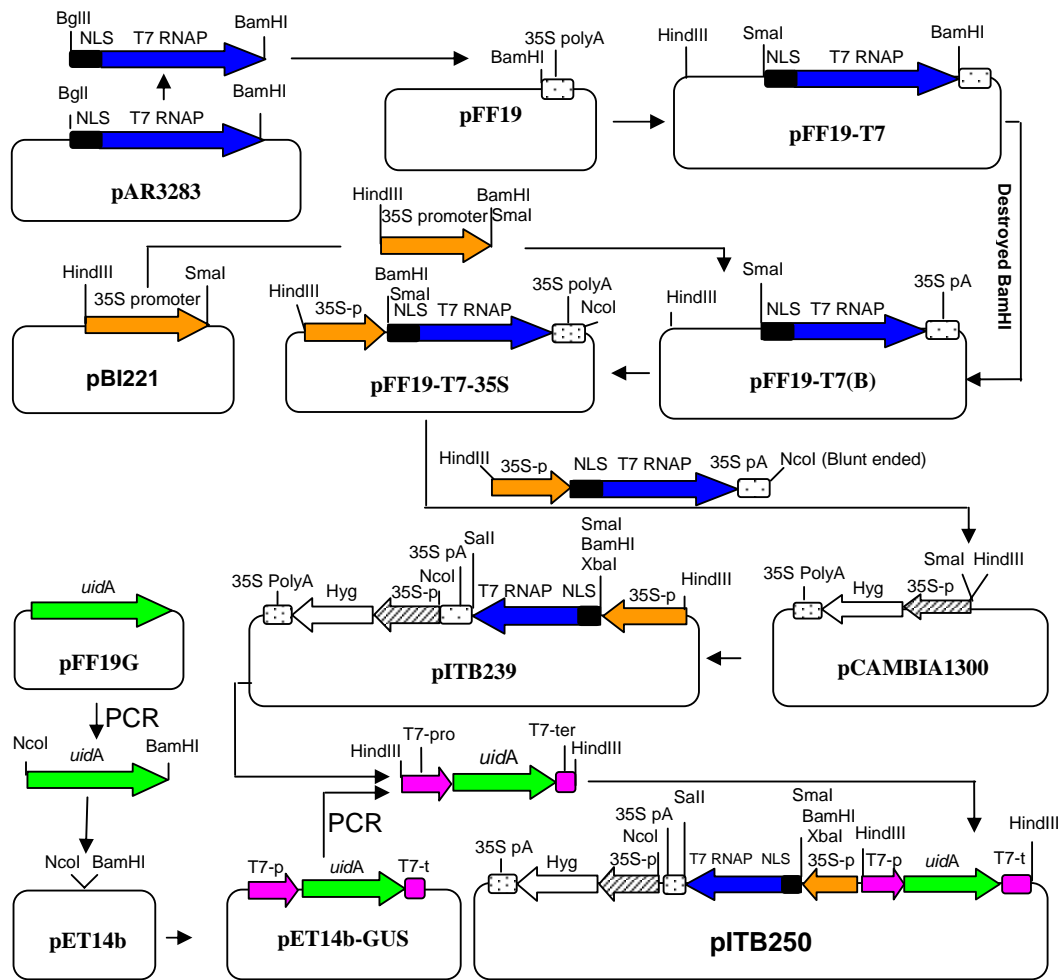 BglII
NLS T7 RNAP
BamHI
BglI
NLS T7 RNAP
BamHI
pAR3283
35S polyA
BamHI
pFF19
HindIII
SmaI
NLS T7 RNAP
BamHI
pFF19-T7
Destroyed BamHI
HindIII
35S promoter
BamHI
SmaI
HindIII
SmaI
35S promoter
pBI221
HindIII
35S-p
BamHI
SmaI
NLS T7 RNAP
35S polyA
NcoI
pFF19-T7-35S
SmaI
HindIII
NLS T7 RNAP
35S pA
pFF19-T7(B)
HindIII
35S-p
NLS T7 RNAP
35S pA
NcoI (Blunt ended)
35S PolyA
Hyg
35S-p
NcoI
35S pA
SalI
T7 RNAP
NLS
SmaI
BamHI
XbaI
35S-p
HindIII
pITB239
35S PolyA
Hyg
35S-p
SmaI
HindIII
pCAMBIA1300
uidA
pFF19G
PCR
NcoI
uidA
BamHI
NcoI BamHI
pET14b
T7-p
uidA
T7-t
pET14b-GUS
PCR
HindIII
T7-pro
uidA
T7-ter
HindIII
35S pA
Hyg
35S-p
NcoI
35S pA
SalI
T7 RNAP NLS
SmaI
BamHI
XbaI
35S-p
HindIII
T7-p
uidA
T7-t
HindIII
pITB250